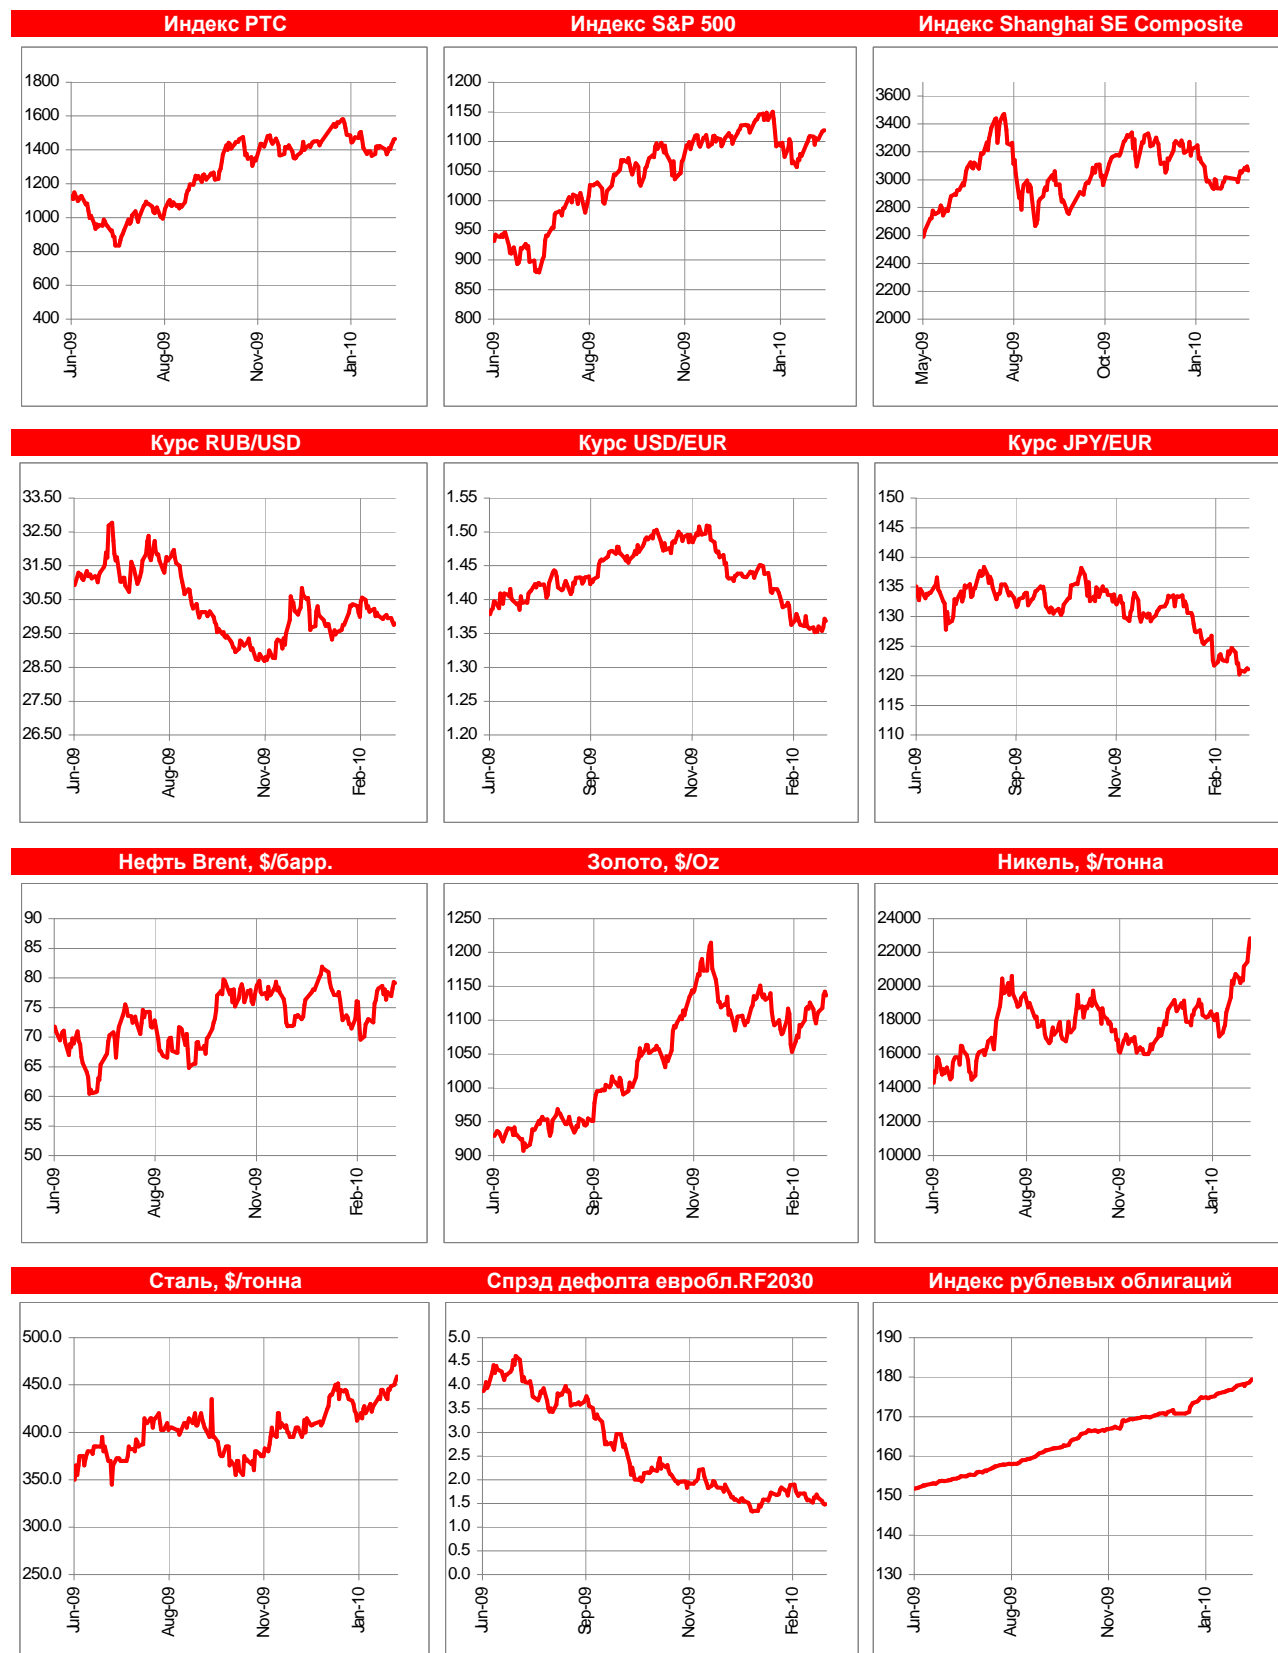 Индекс РТС
1800
1600
1400
1200
1000
800
600
400
Jun-09
Aug-09
Nov-09
Jan-10
Индекс S&P 500
1200
1150
1100
1050
1000
950
900
850
800
Jun-09
Aug-09
Nov-09
Jan-10
Индекс Shanghai SE Composite
3600
3400
3200
3000
2800
2600
2400
2200
2000
May-09
Aug-09
Oct-09
Jan-10
Курс RUB/USD
33.50
32.50
31.50
30.50
29.50
28.50
27.50
26.50
Jun-09
Aug-09
Nov-09
Feb-10
Курс USD/EUR
1.55
1.50
1.45
1.40
1.35
1.30
1.25
1.20
Jun-09
Sep-09
Nov-09
Feb-10
Курс JPY/EUR
150
145
140
135
130
125
120
115
110
Jun-09
Sep-09
Nov-09
Feb-10
Нефть Brent, $/барр.
90
85
80
75
70
65
60
55
50
Jun-09
Aug-09
Nov-09
Feb-10
Золото, $/Oz
1250
1200
1150
1100
1050
1000
950
900
Jun-09
Sep-09
Nov-09
Feb-10
Никель, $/тонна
24000
22000
20000
18000
16000
14000
12000
10000
Jun-09
Aug-09
Nov-09
Jan-10
Сталь, $/тонна
500.0
450.0
400.0
350.0
300.0
250.0
Jun-09
Aug-09
Nov-09
Jan-10
Спрэд дефолта евробл.RF2030
5.0
4.5
4.0
3.5
3.0
2.5
2.0
1.5
1.0
0.5
0.0
Jun-09
Sep-09
Nov-09
Feb-10
Индекс рублевых облигаций
190
180
170
160
150
140
130
Jun-09
Aug-09
Nov-09
Jan-10